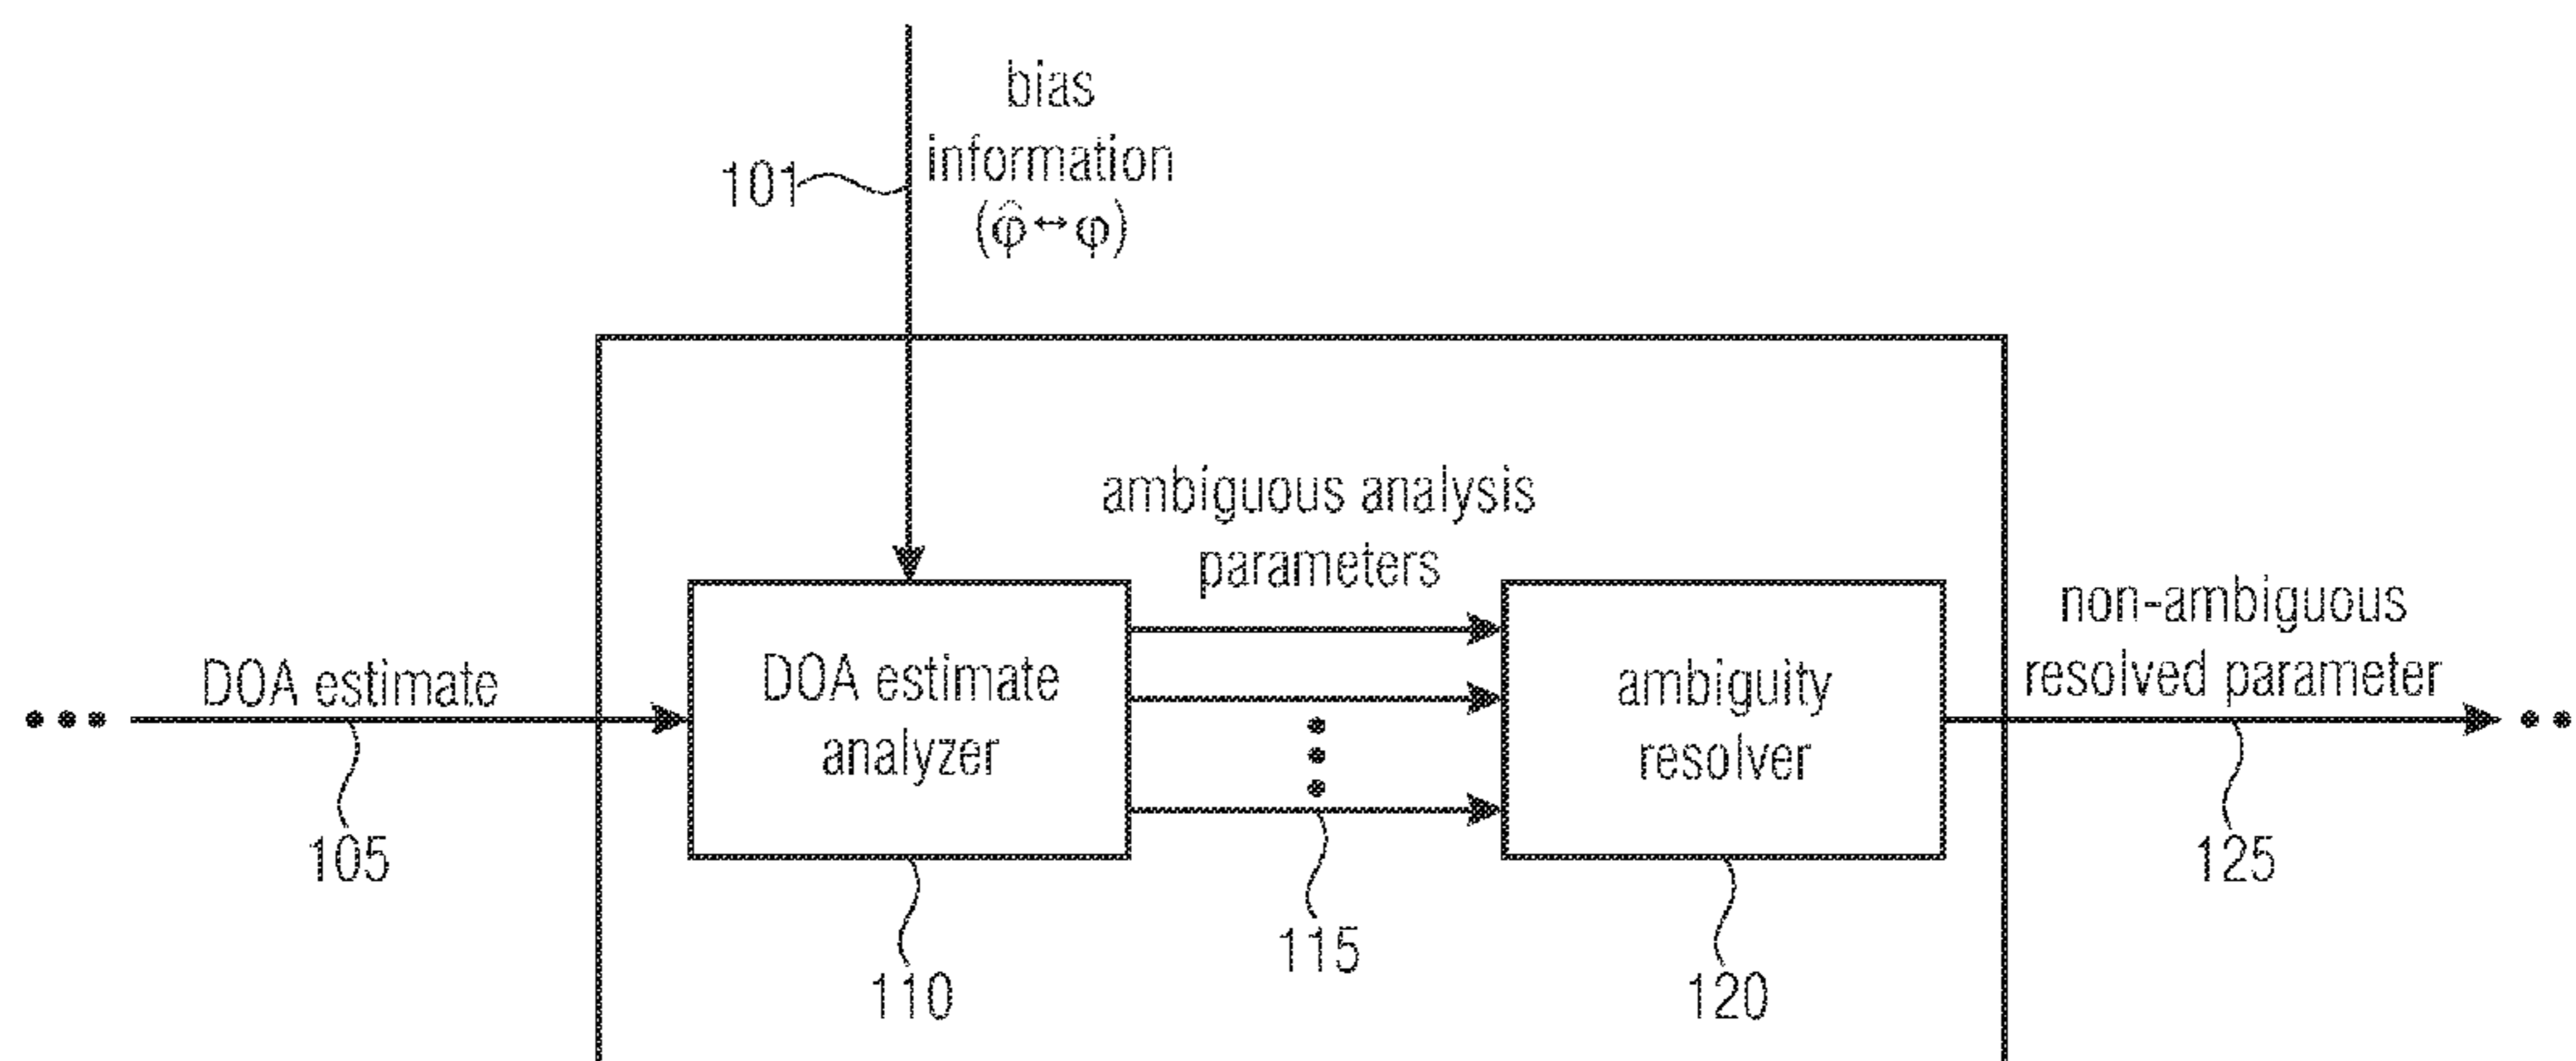 bias
information
(φ̂↔φ)
101
ambiguous analysis
parameters
DOA estimate
DOA estimate
analyzer
ambiguity
resolver
non-ambiguous
resolved parameter
105
110
115
120
125